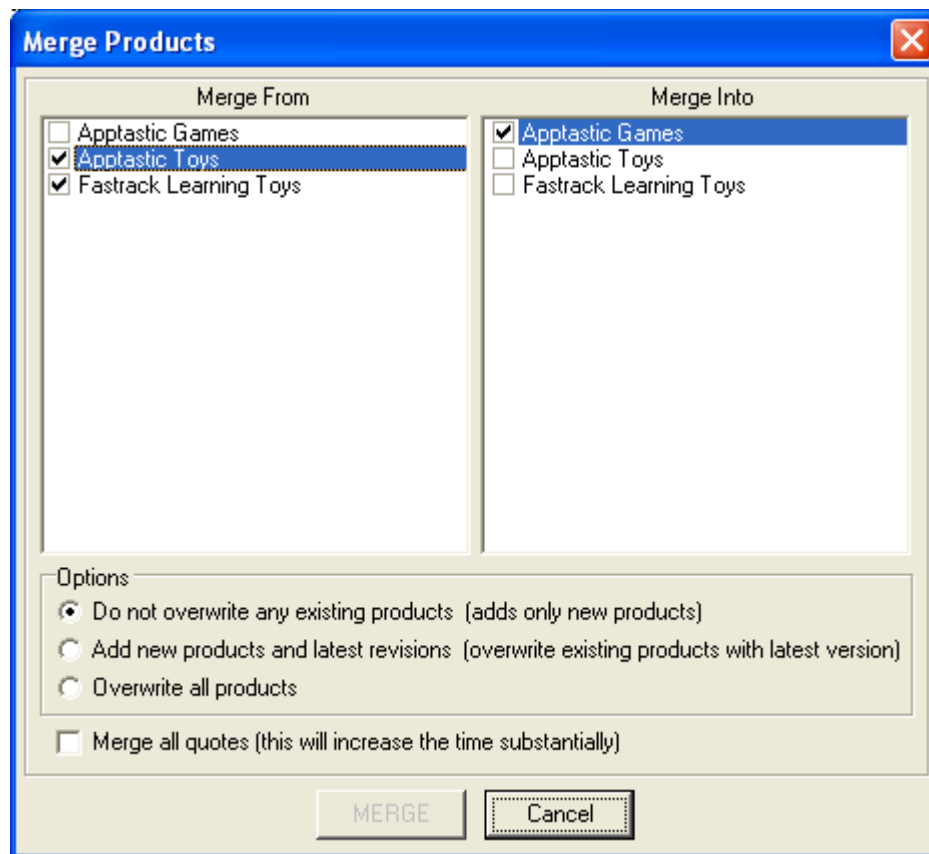 Merge Products
Merge From
Apptastic Games
Apptastic Toys
Fastrack Learning Toys
Merge Into
Apptastic Games
Apptastic Toys
Fastrack Learning Toys
Options
Do not overwrite any existing products (adds only new products)
Add new products and latest revisions (overwrite existing products with latest version)
Overwrite all products
Merge all quotes (this will increase the time substantially)
MERGE
Cancel